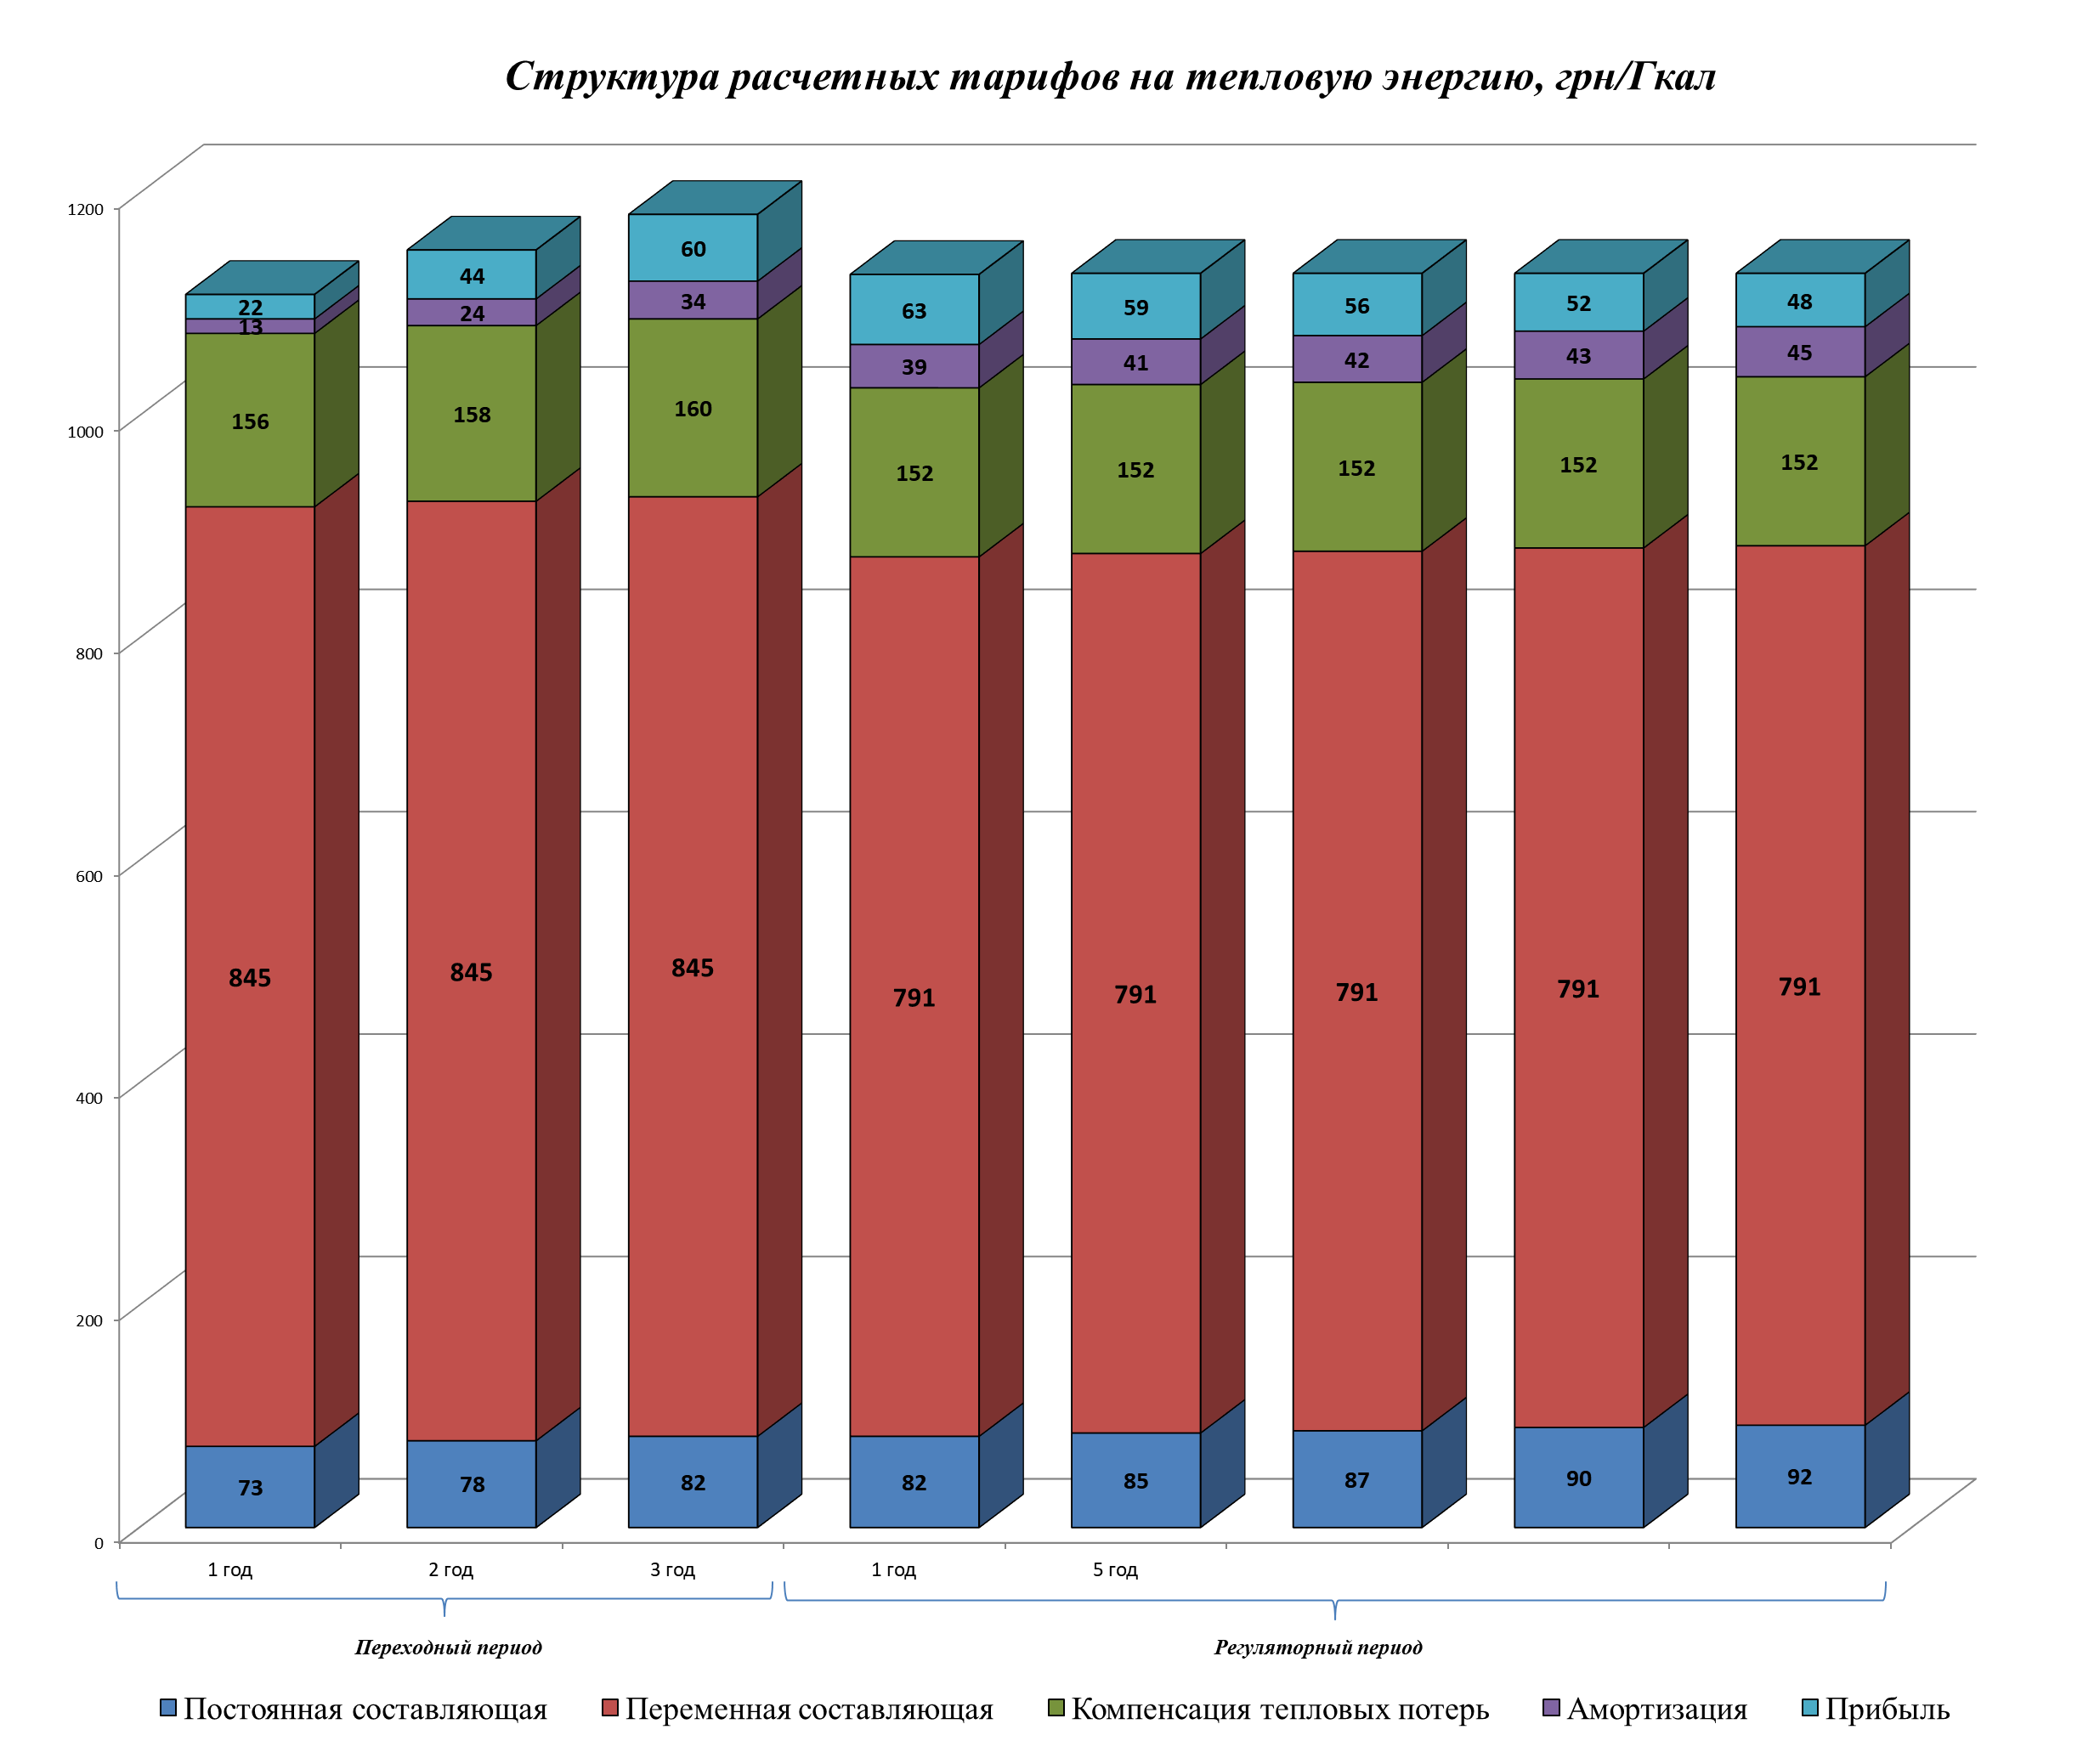 Структура расчетных тарифов на тепловую энергию, грн/Гкал
1200
1000
800
600
400
200
0
22 44 60 63 59 56 52 48
13 24 34 39 41 42 43 45
156 158 160 152 152 152 152 152
845 845 845 791 791 791 791 791
73 78 82 82 85 87 90 92
1 год 2 год 3 год 1 год 5 год
Переходный период Регуляторный период
Постоянная составляющая Переменная составляющая Компенсация тепловых потерь Амортизация Прибыль